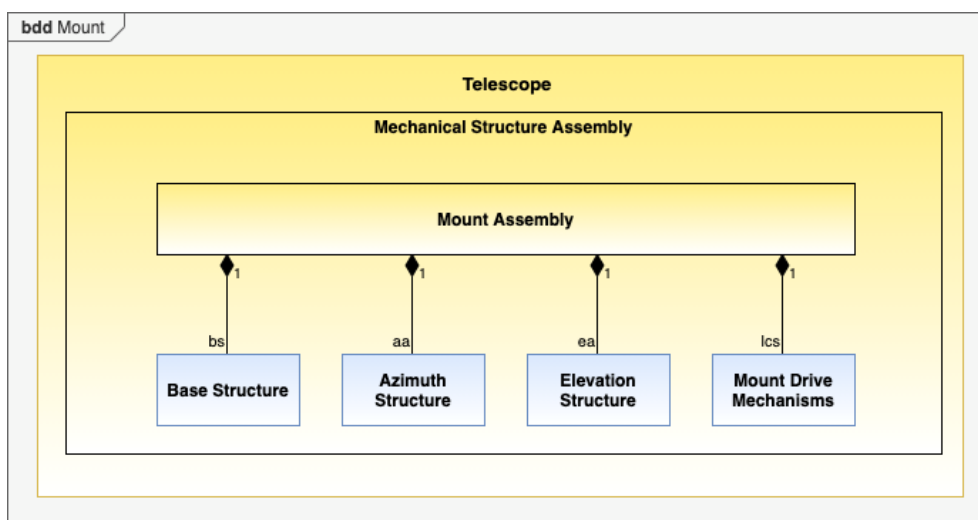 bdd Mount
Telescope
Mechanical Structure Assembly
Mount Assembly
1 1 1 1
bs aa ea lcs
Base Structure
Azimuth
Structure
Elevation
Structure
Mount Drive
Mechanisms